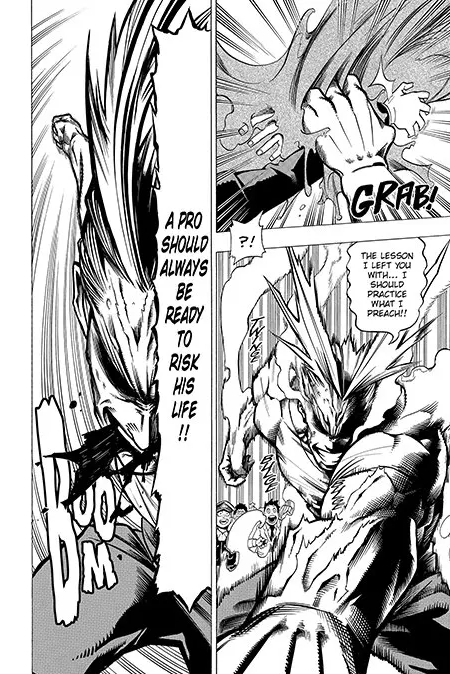 GRAB!
THE LESSON
I LEFT YOU
WITH... I
SHOULD
PRACTICE
WHAT I
PREACH!!
?!
A PRO
SHOULD
ALWAYS
BE
READY
TO
RISK
HIS
LIFE
!!